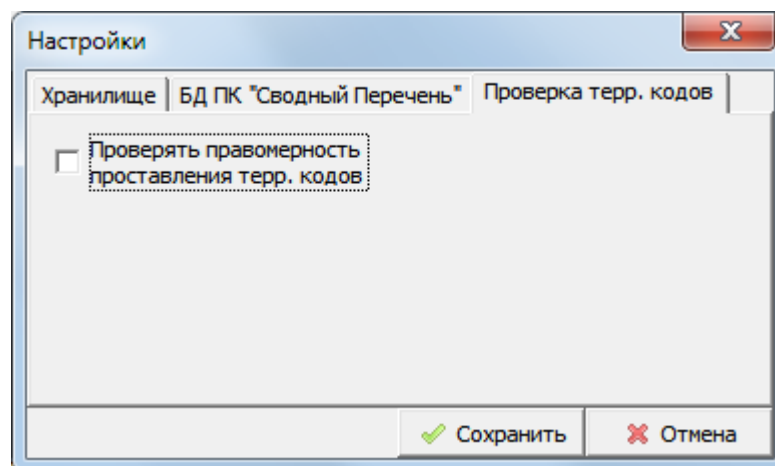 Настройки
Хранилище БД ПК "Сводный Перечень" Проверка терр. кодов
Проверять правомерность
проставления терр. кодов
Сохранить Отмена